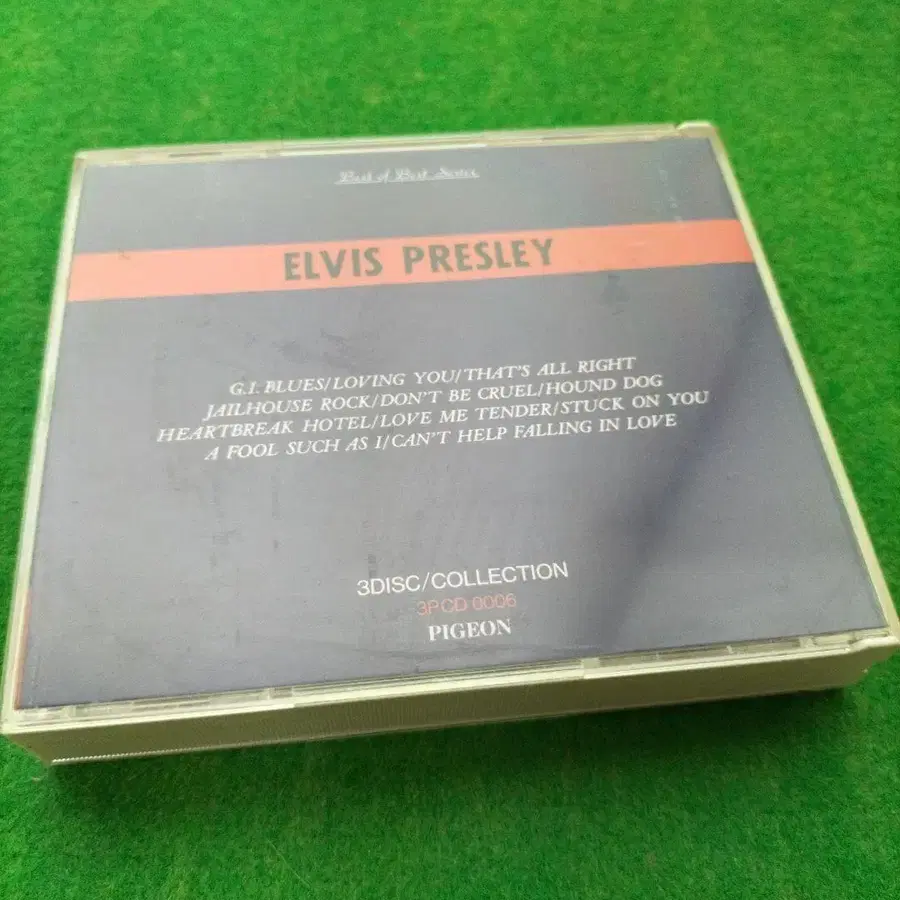 Best of Best Series
ELVIS PRESLEY
G.I. BLUES/LOVING YOU/THAT'S ALL RIGHT
JAILHOUSE ROCK/DON'T BE CRUEL/HOUND DOG
HEARTBREAK HOTEL/LOVE ME TENDER/STUCK ON YOU
A FOOL SUCH AS I/CAN'T HELP FALLING IN LOVE
3DISC/COLLECTION
3PCD 0006
PIGEON